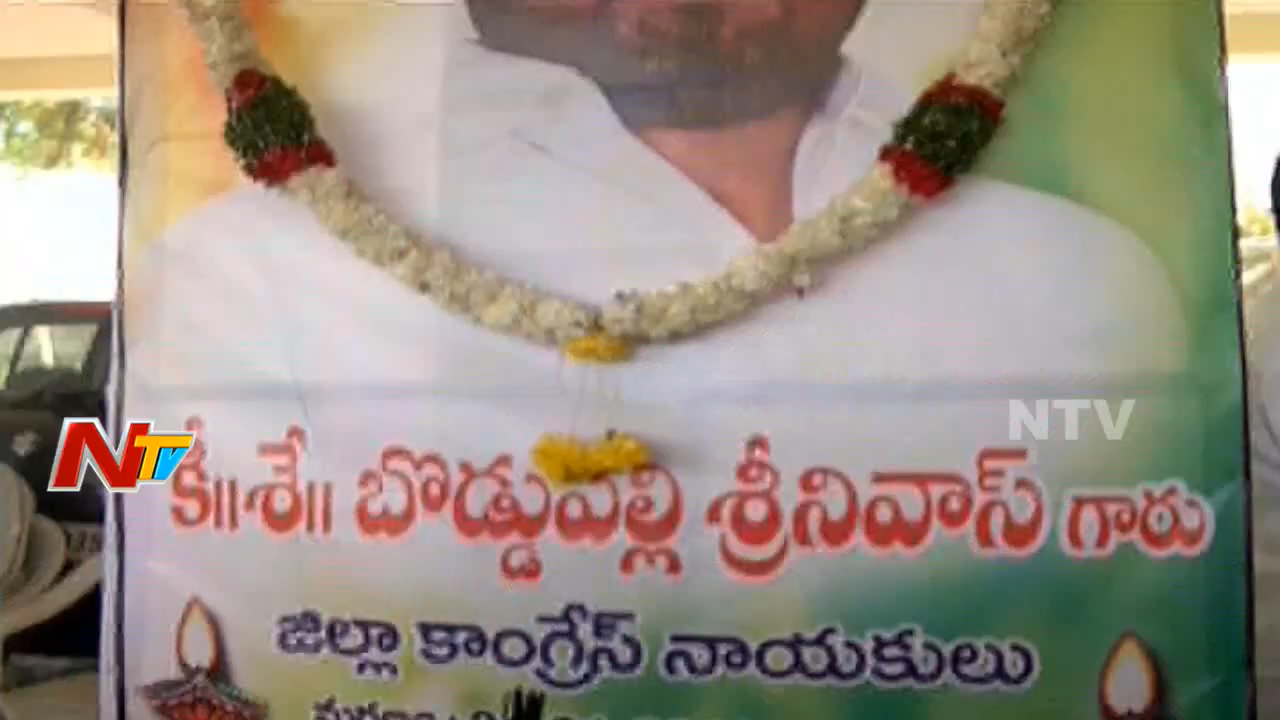 NTV
NTV
కీ॥శే॥ బొడ్డుపల్లి శ్రీనివాస్ గారు
జిల్లా కాంగ్రేస్ నాయకులు